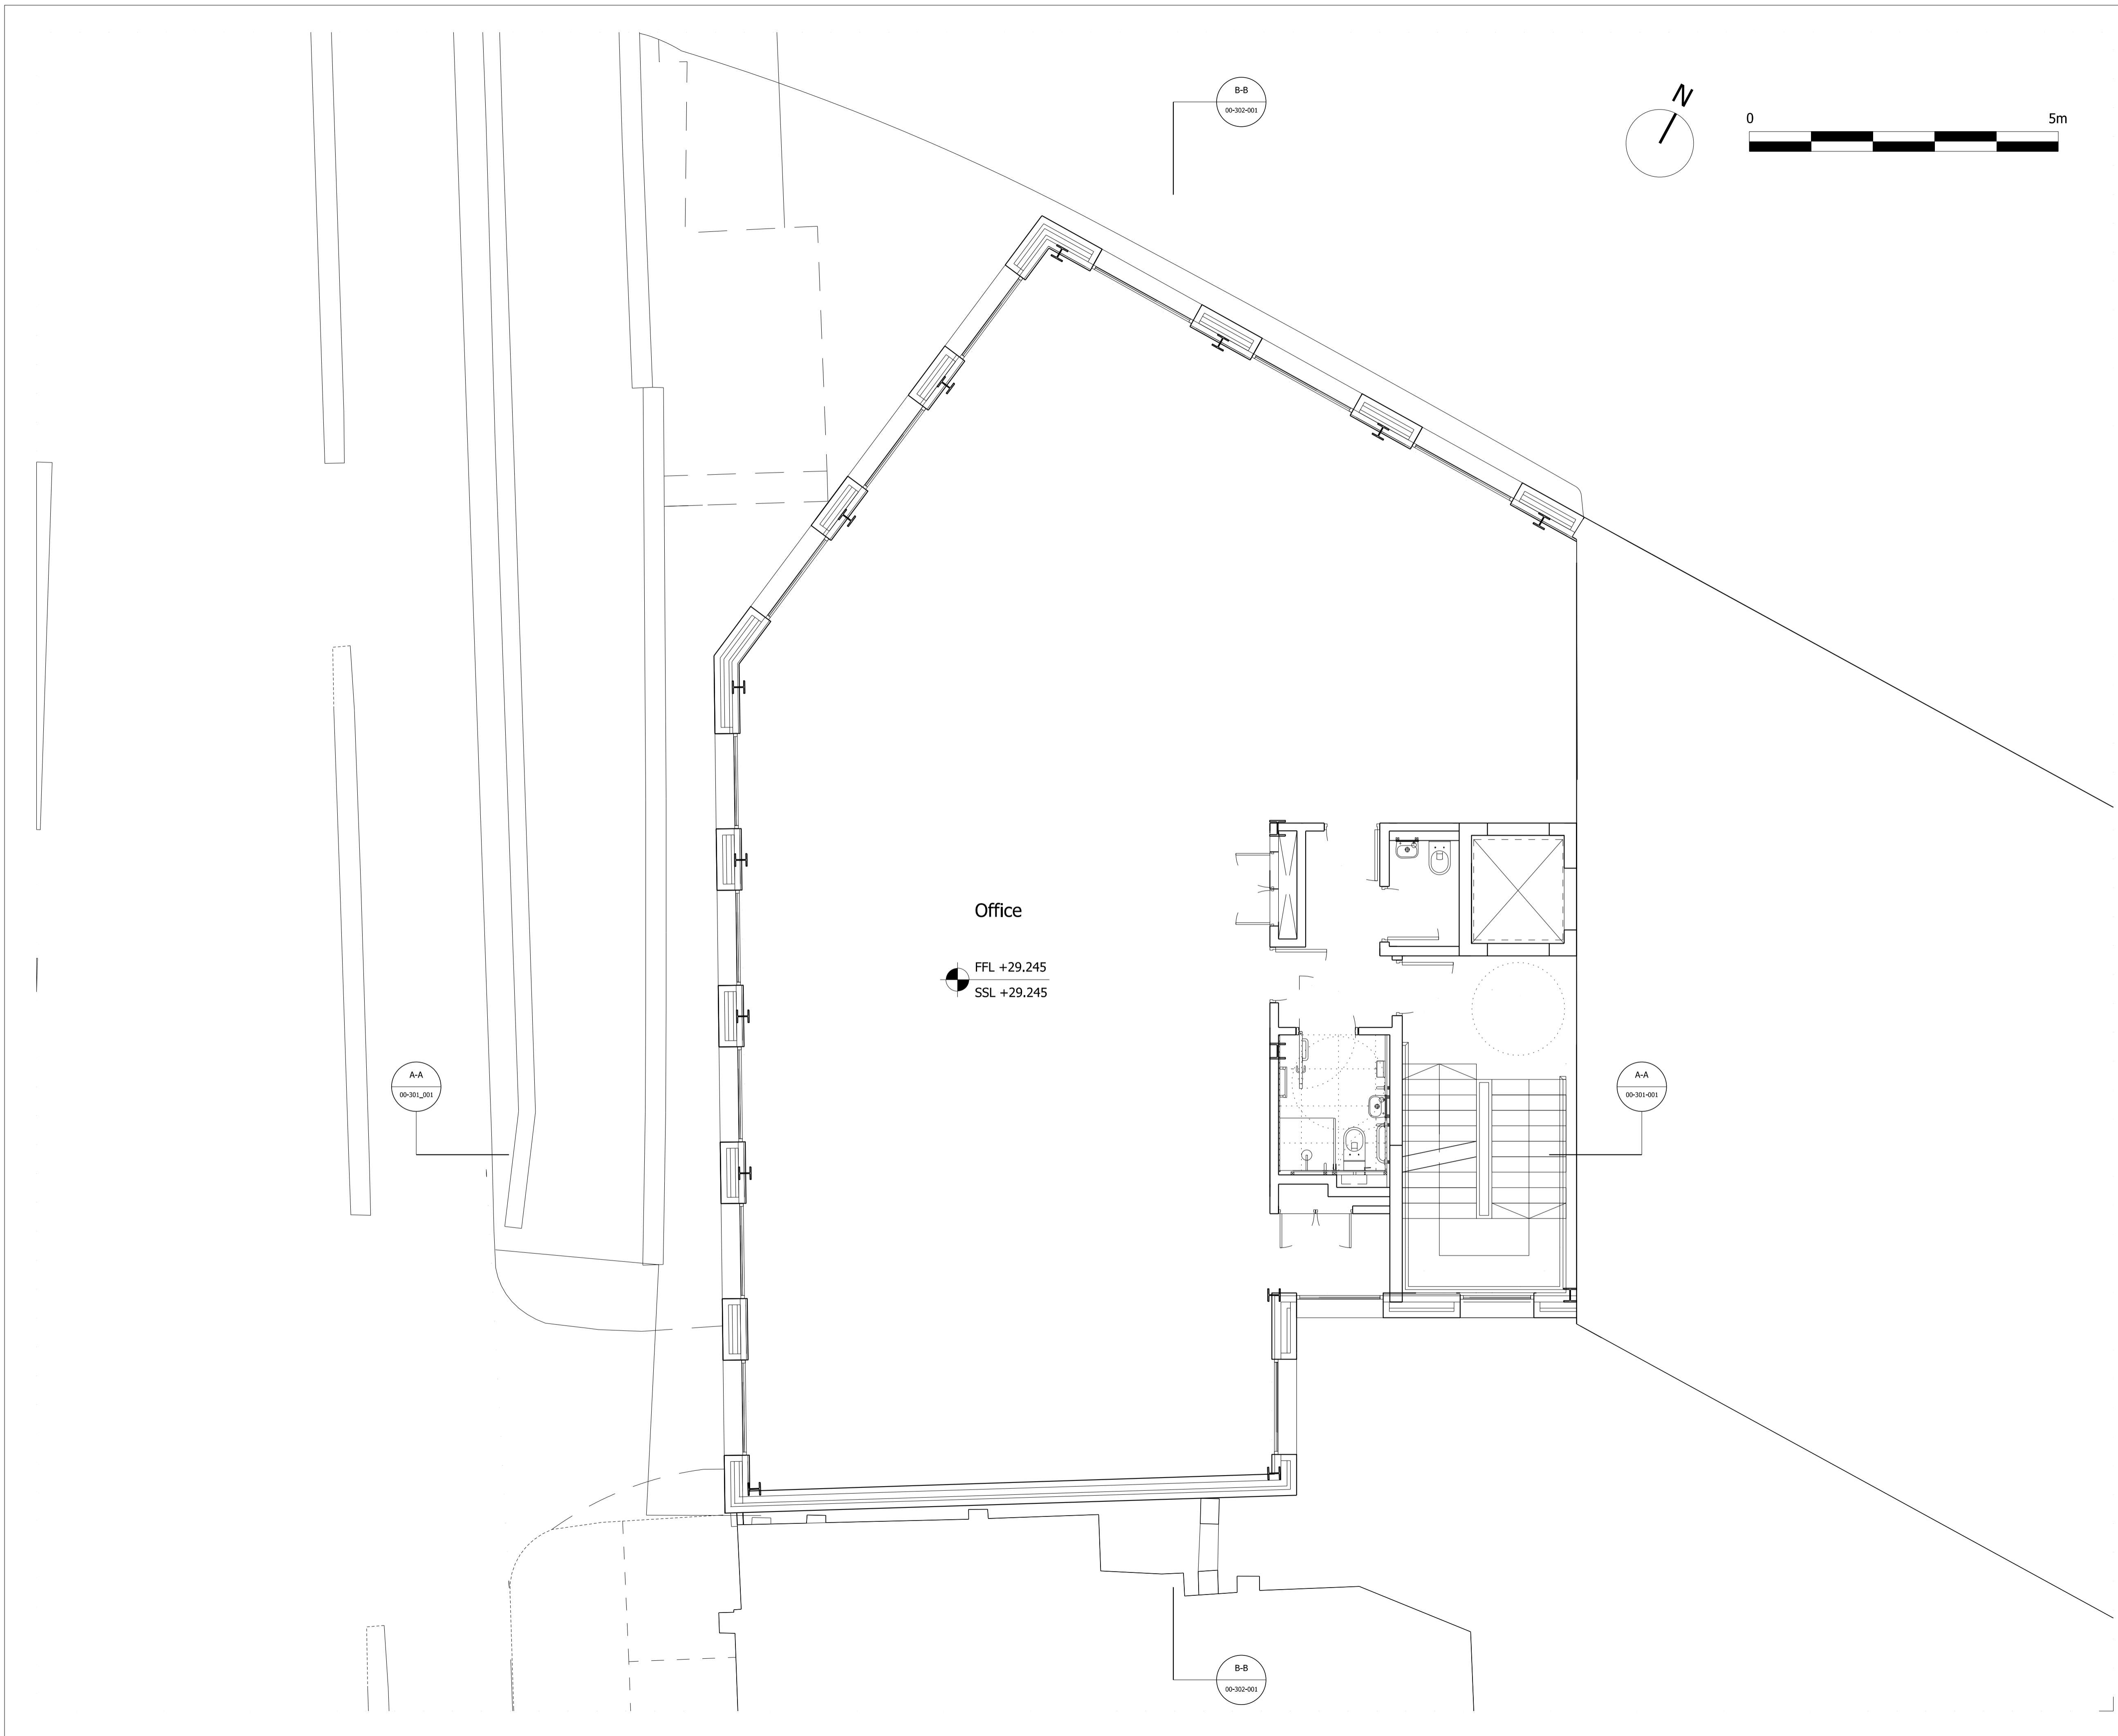 B-B
00-302-001
N
0
5m
Office
FFL +29.245
SSL +29.245
A-A
00-301_001
A-A
00-301-001
B-B
00-302-001